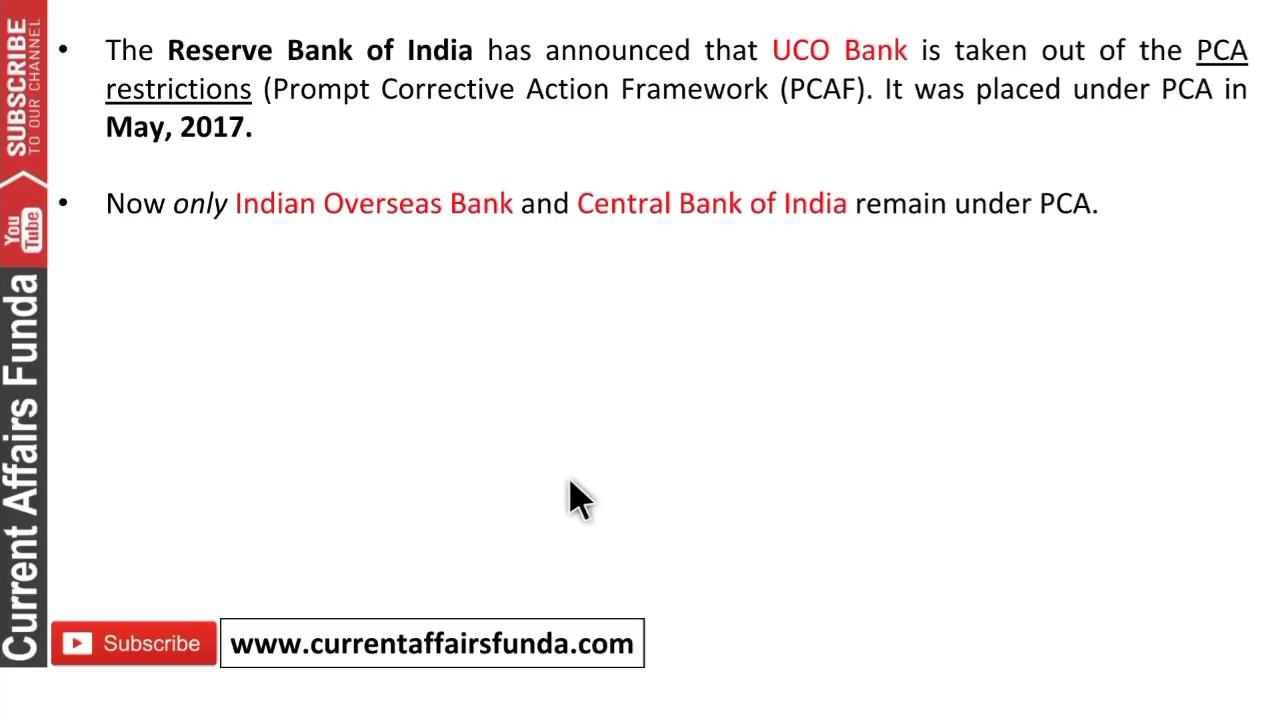 • The Reserve Bank of India has announced that UCO Bank is taken out of the PCA
restrictions (Prompt Corrective Action Framework (PCAF). It was placed under PCA in
May, 2017.
• Now only Indian Overseas Bank and Central Bank of India remain under PCA.
SUBSCRIBE
TO OUR CHANNEL
You
Tube
Current Affairs Funda
Subscribe
www.currentaffairsfunda.com